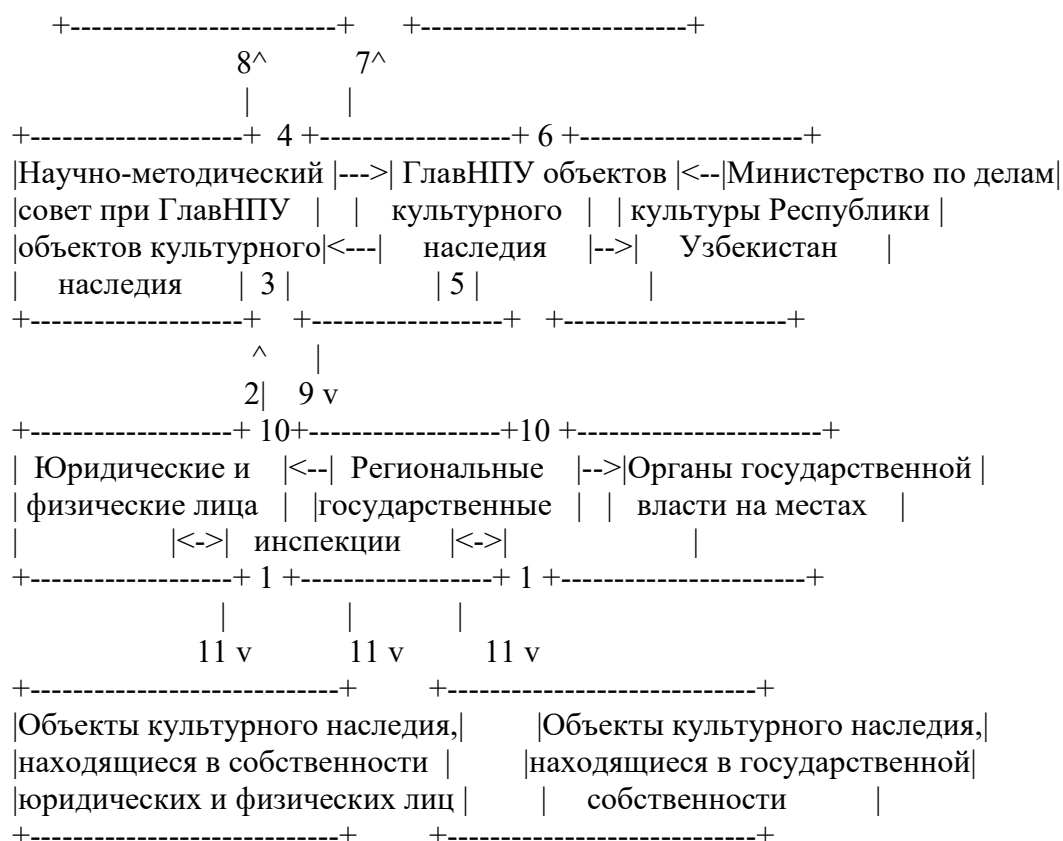 +-------------------------+ +-------------------------+
8^ 7^
| |
+--------------------+ 4 +------------------+ 6 +---------------------+
|Научно-методический |--->| ГлавНПУ объектов |<--|Министерство по делам|
|совет при ГлавНПУ | | культурного | | культуры Республики |
|объектов культурного|<---| наследия |-->| Узбекистан |
| наследия | 3 | | 5 | |
+--------------------+ +------------------+ +---------------------+
^ |
2| 9 v
+-------------------+ 10+------------------+10 +-----------------------+
| Юридические и |<--| Региональные |-->|Органы государственной |
| физические лица | |государственные | | власти на местах |
| |<->| инспекции |<->| |
+-------------------+ 1 +------------------+ 1 +-----------------------+
| | |
11 v 11 v 11 v
+-----------------------------+ +-----------------------------+
|Объекты культурного наследия,| |Объекты культурного наследия,|
|находящиеся в собственности | |находящиеся в государственной|
|юридических и физических лиц | | собственности |
+-----------------------------+ +-----------------------------+